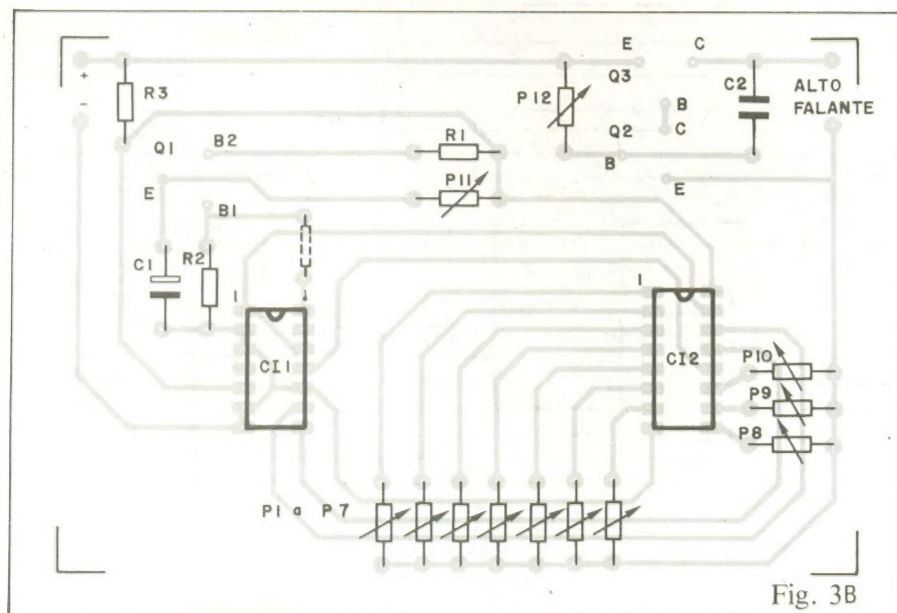 E
C
Q3
+
-
R3
P12
C2
ALTO
FALANTE
B
C
Q2
B
Q1
B2
R1
P11
E
E
B1
C1
R2
1
1
CI1
CI2
P10
P9
P8
P1 a P7
Fig. 3B